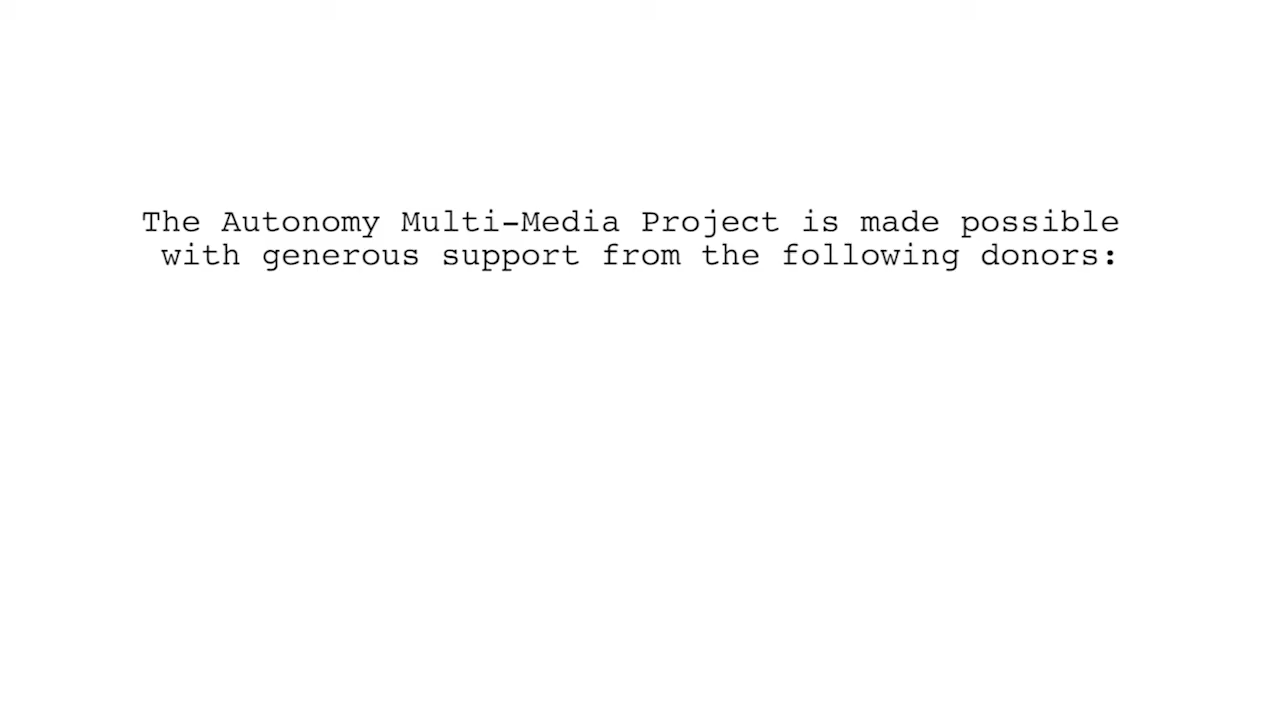 The Autonomy Multi-Media Project is made possible
with generous support from the following donors: